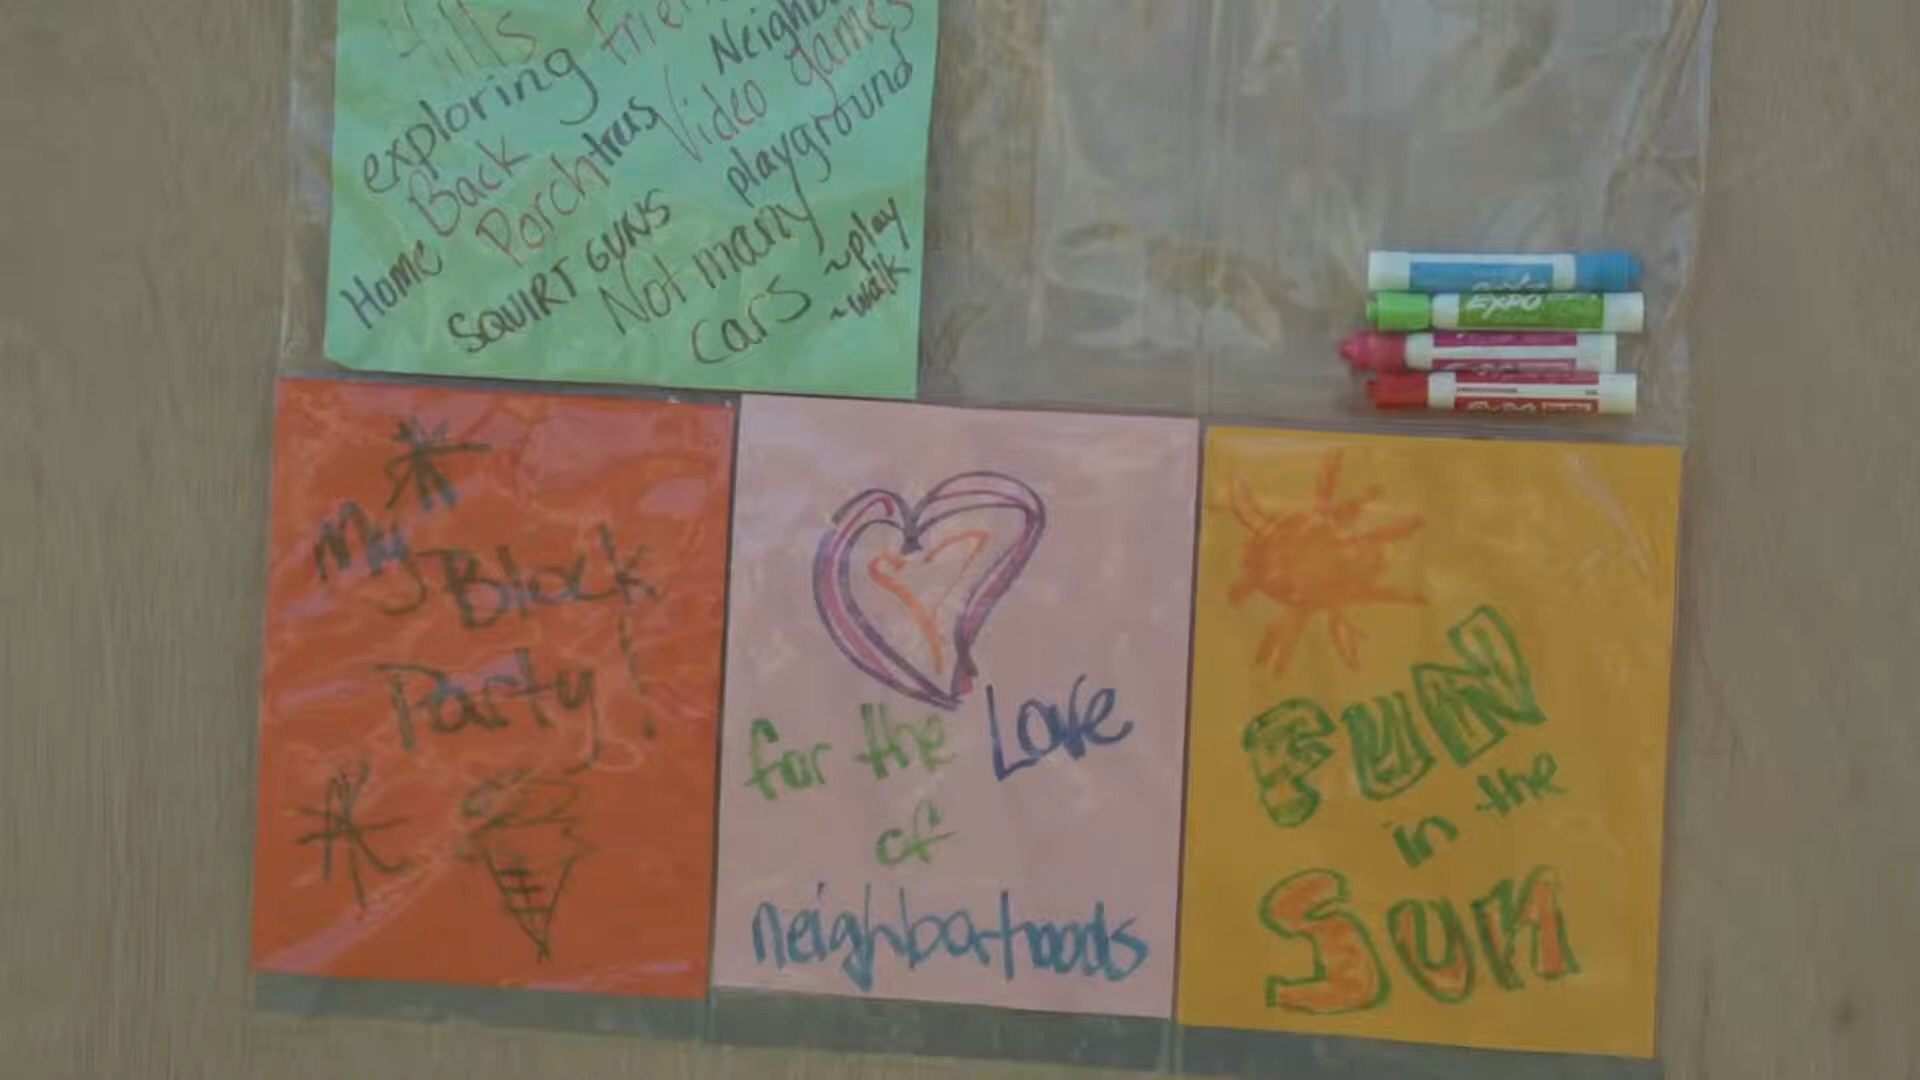 Hills
exploring
Back
Porch
trees
Video games
playground
Home
SQUIRT GUNS
Not many
cars
~play
~walk
EXPO
My Block
Party!
for the Love
of
neighborhoods
FUN
in the
Sun